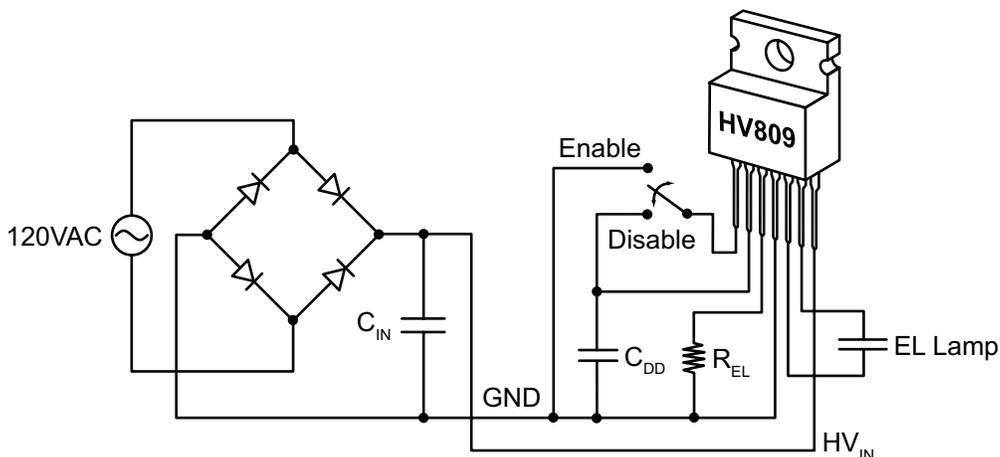 HV809
Enable
120VAC
Disable
C_IN
C_DD
R_EL
EL Lamp
GND
HV_IN